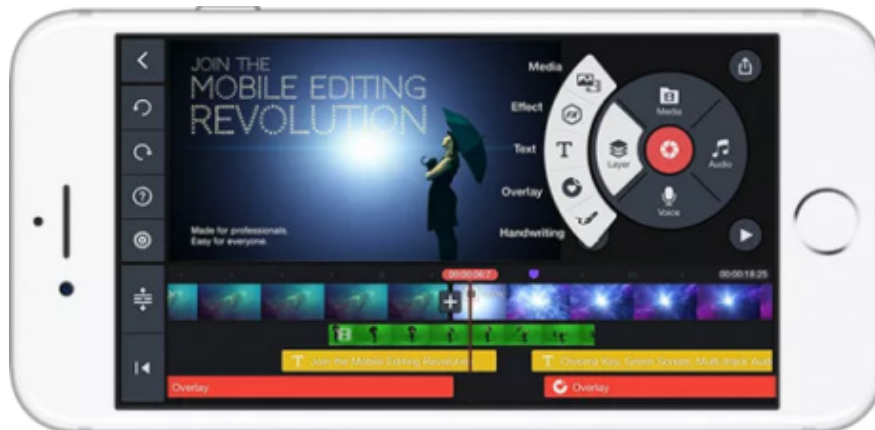 JOIN THE
MOBILE EDITING
REVOLUTION
Made for professionals.
Easy for everyone.
Media
Effect
Text
Overlay
Handwriting
Media
Layer
Audio
Voice
00:00:06:7
00:00:18:25
T Join the Mobile Editing Revolutio
T Chroma Key, Green Screen, Multi-track Aud
Overlay
Overlay